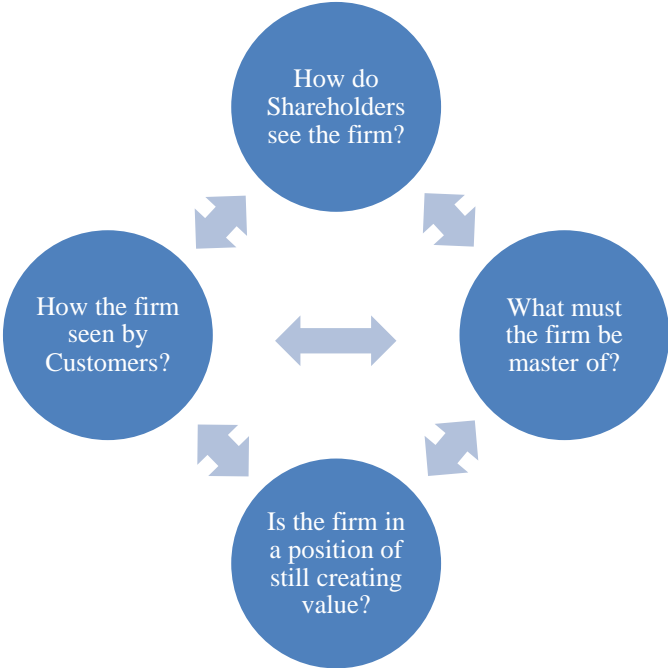 How do
Shareholders
see the firm?
How the firm
seen by
Customers?
What must
the firm be
master of?
Is the firm in
a position of
still creating
value?